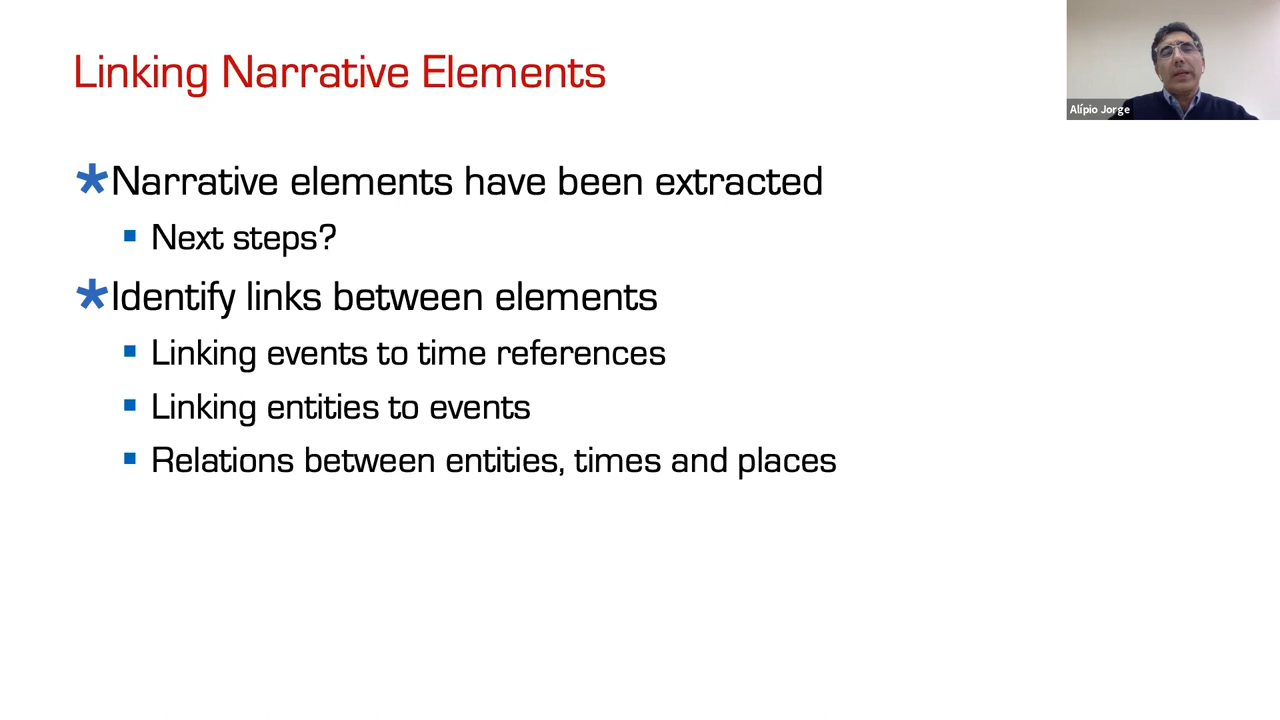 Linking Narrative Elements
Alípio Jorge
*Narrative elements have been extracted
▪ Next steps?
*Identify links between elements
▪ Linking events to time references
▪ Linking entities to events
▪ Relations between entities, times and places